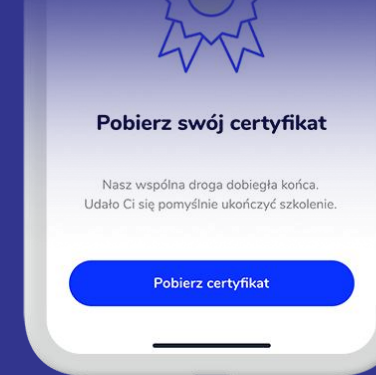 Pobierz swój certyfikat
Nasz wspólna droga dobiegła końca.
Udało Ci się pomyślnie ukończyć szkolenie.
Pobierz certyfikat